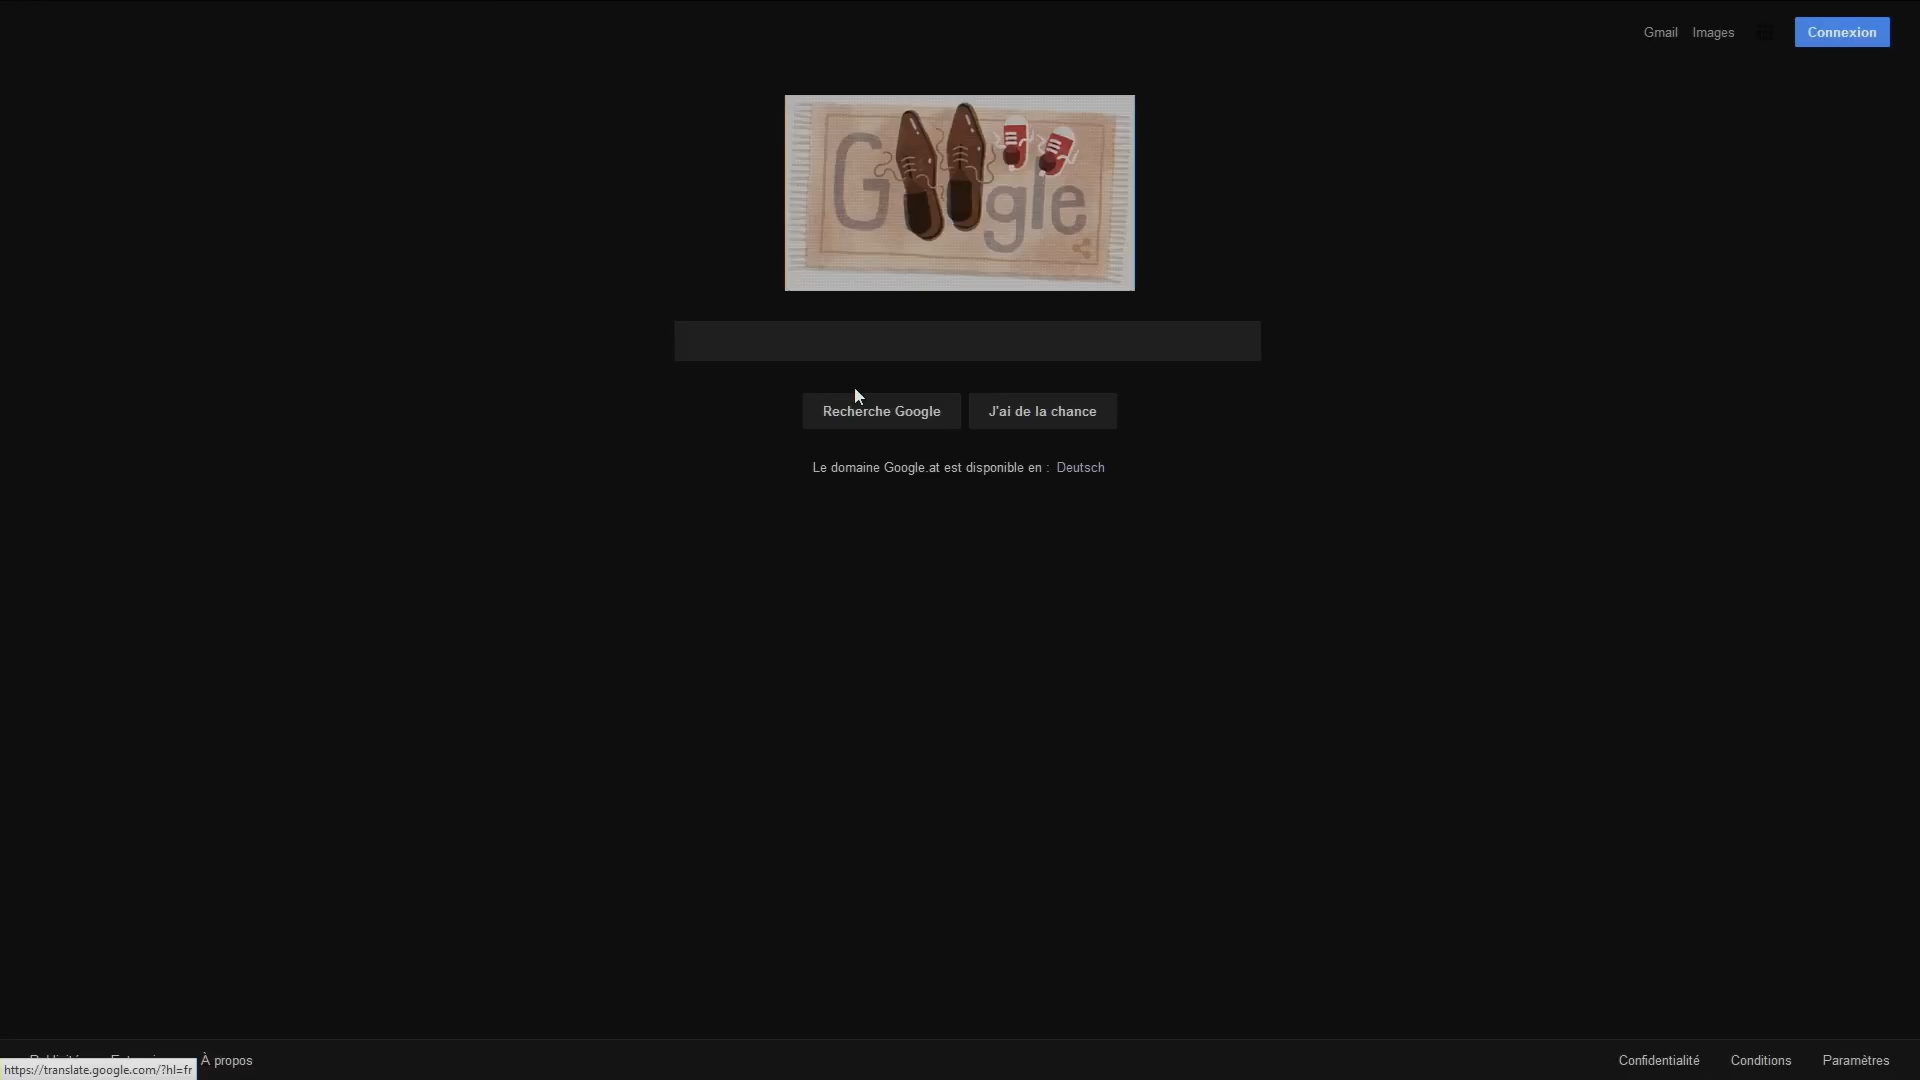 Gmail Images Connexion
Google
Recherche Google J'ai de la chance
Le domaine Google.at est disponible en : Deutsch
À propos Confidentialité Conditions Paramètres
https://translate.google.com/?hl=fr